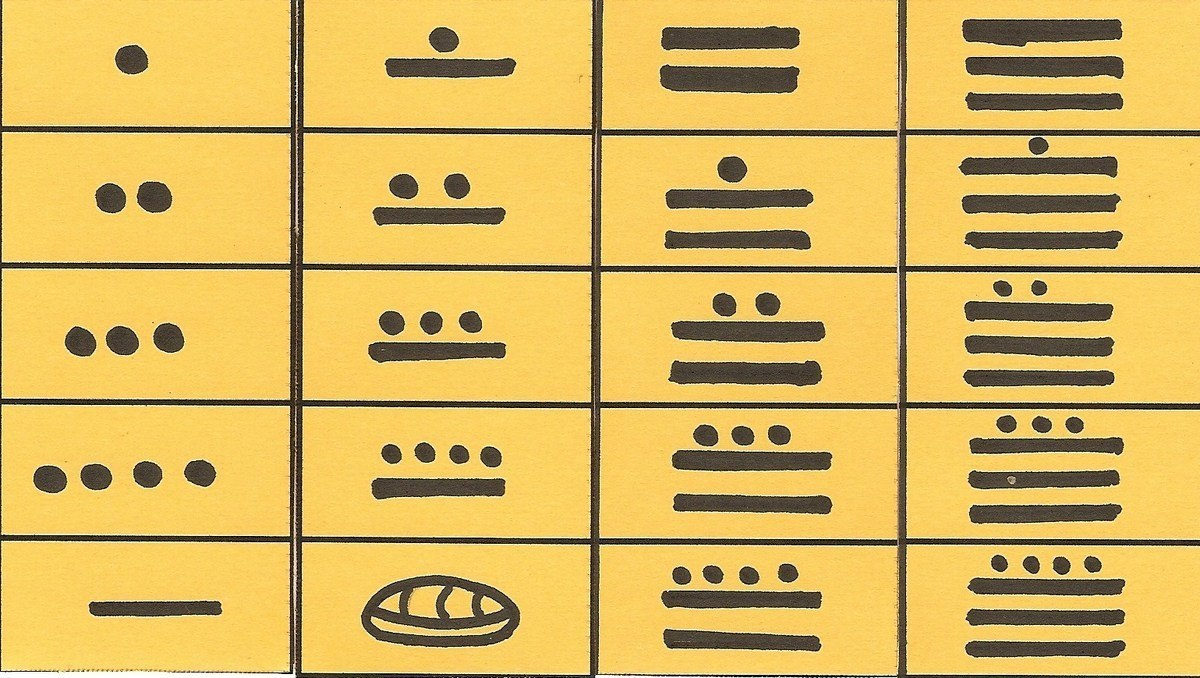 𝋡 𝋦 𝋪 𝋯
𝋢 𝋧 𝋫 𝋰
𝋣 𝋨 𝋬 𝋱
𝋤 𝋩 𝋭 𝋲
𝋥 𝋠 𝋮 𝋳